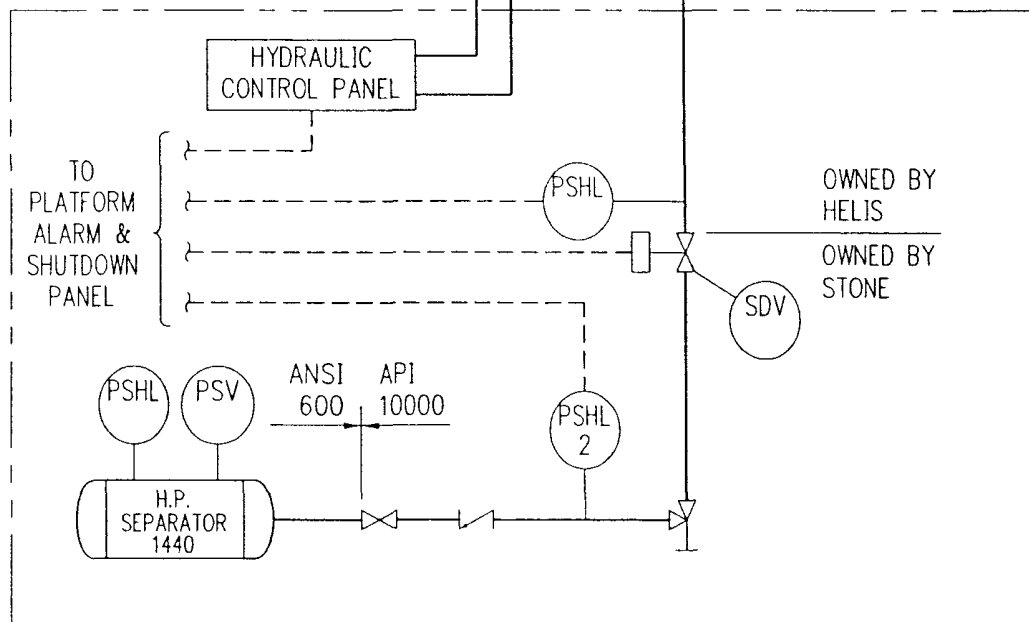 HYDRAULIC
CONTROL PANEL
TO
PLATFORM
ALARM &
SHUTDOWN
PANEL
PSHL
OWNED BY
HELIS
OWNED BY
STONE
SDV
PSHL
PSV
ANSI
600
API
10000
PSHL
2
H.P.
SEPARATOR
1440